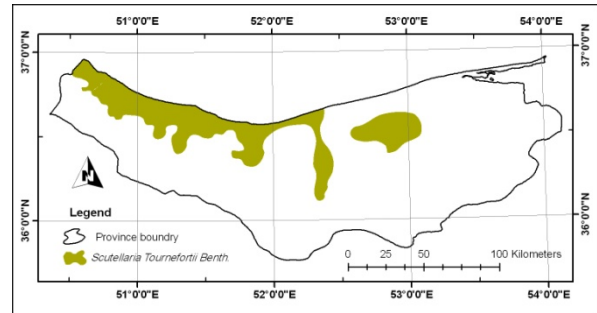 51°0'0"E 52°0'0"E 53°0'0"E 54°0'0"E
37°0'0"N 37°0'0"N
36°0'0"N 36°0'0"N
N
Legend
Province boundry
Scutellaria Tournefortii Benth.
0 25 50 100 Kilometers
51°0'0"E 52°0'0"E 53°0'0"E 54°0'0"E